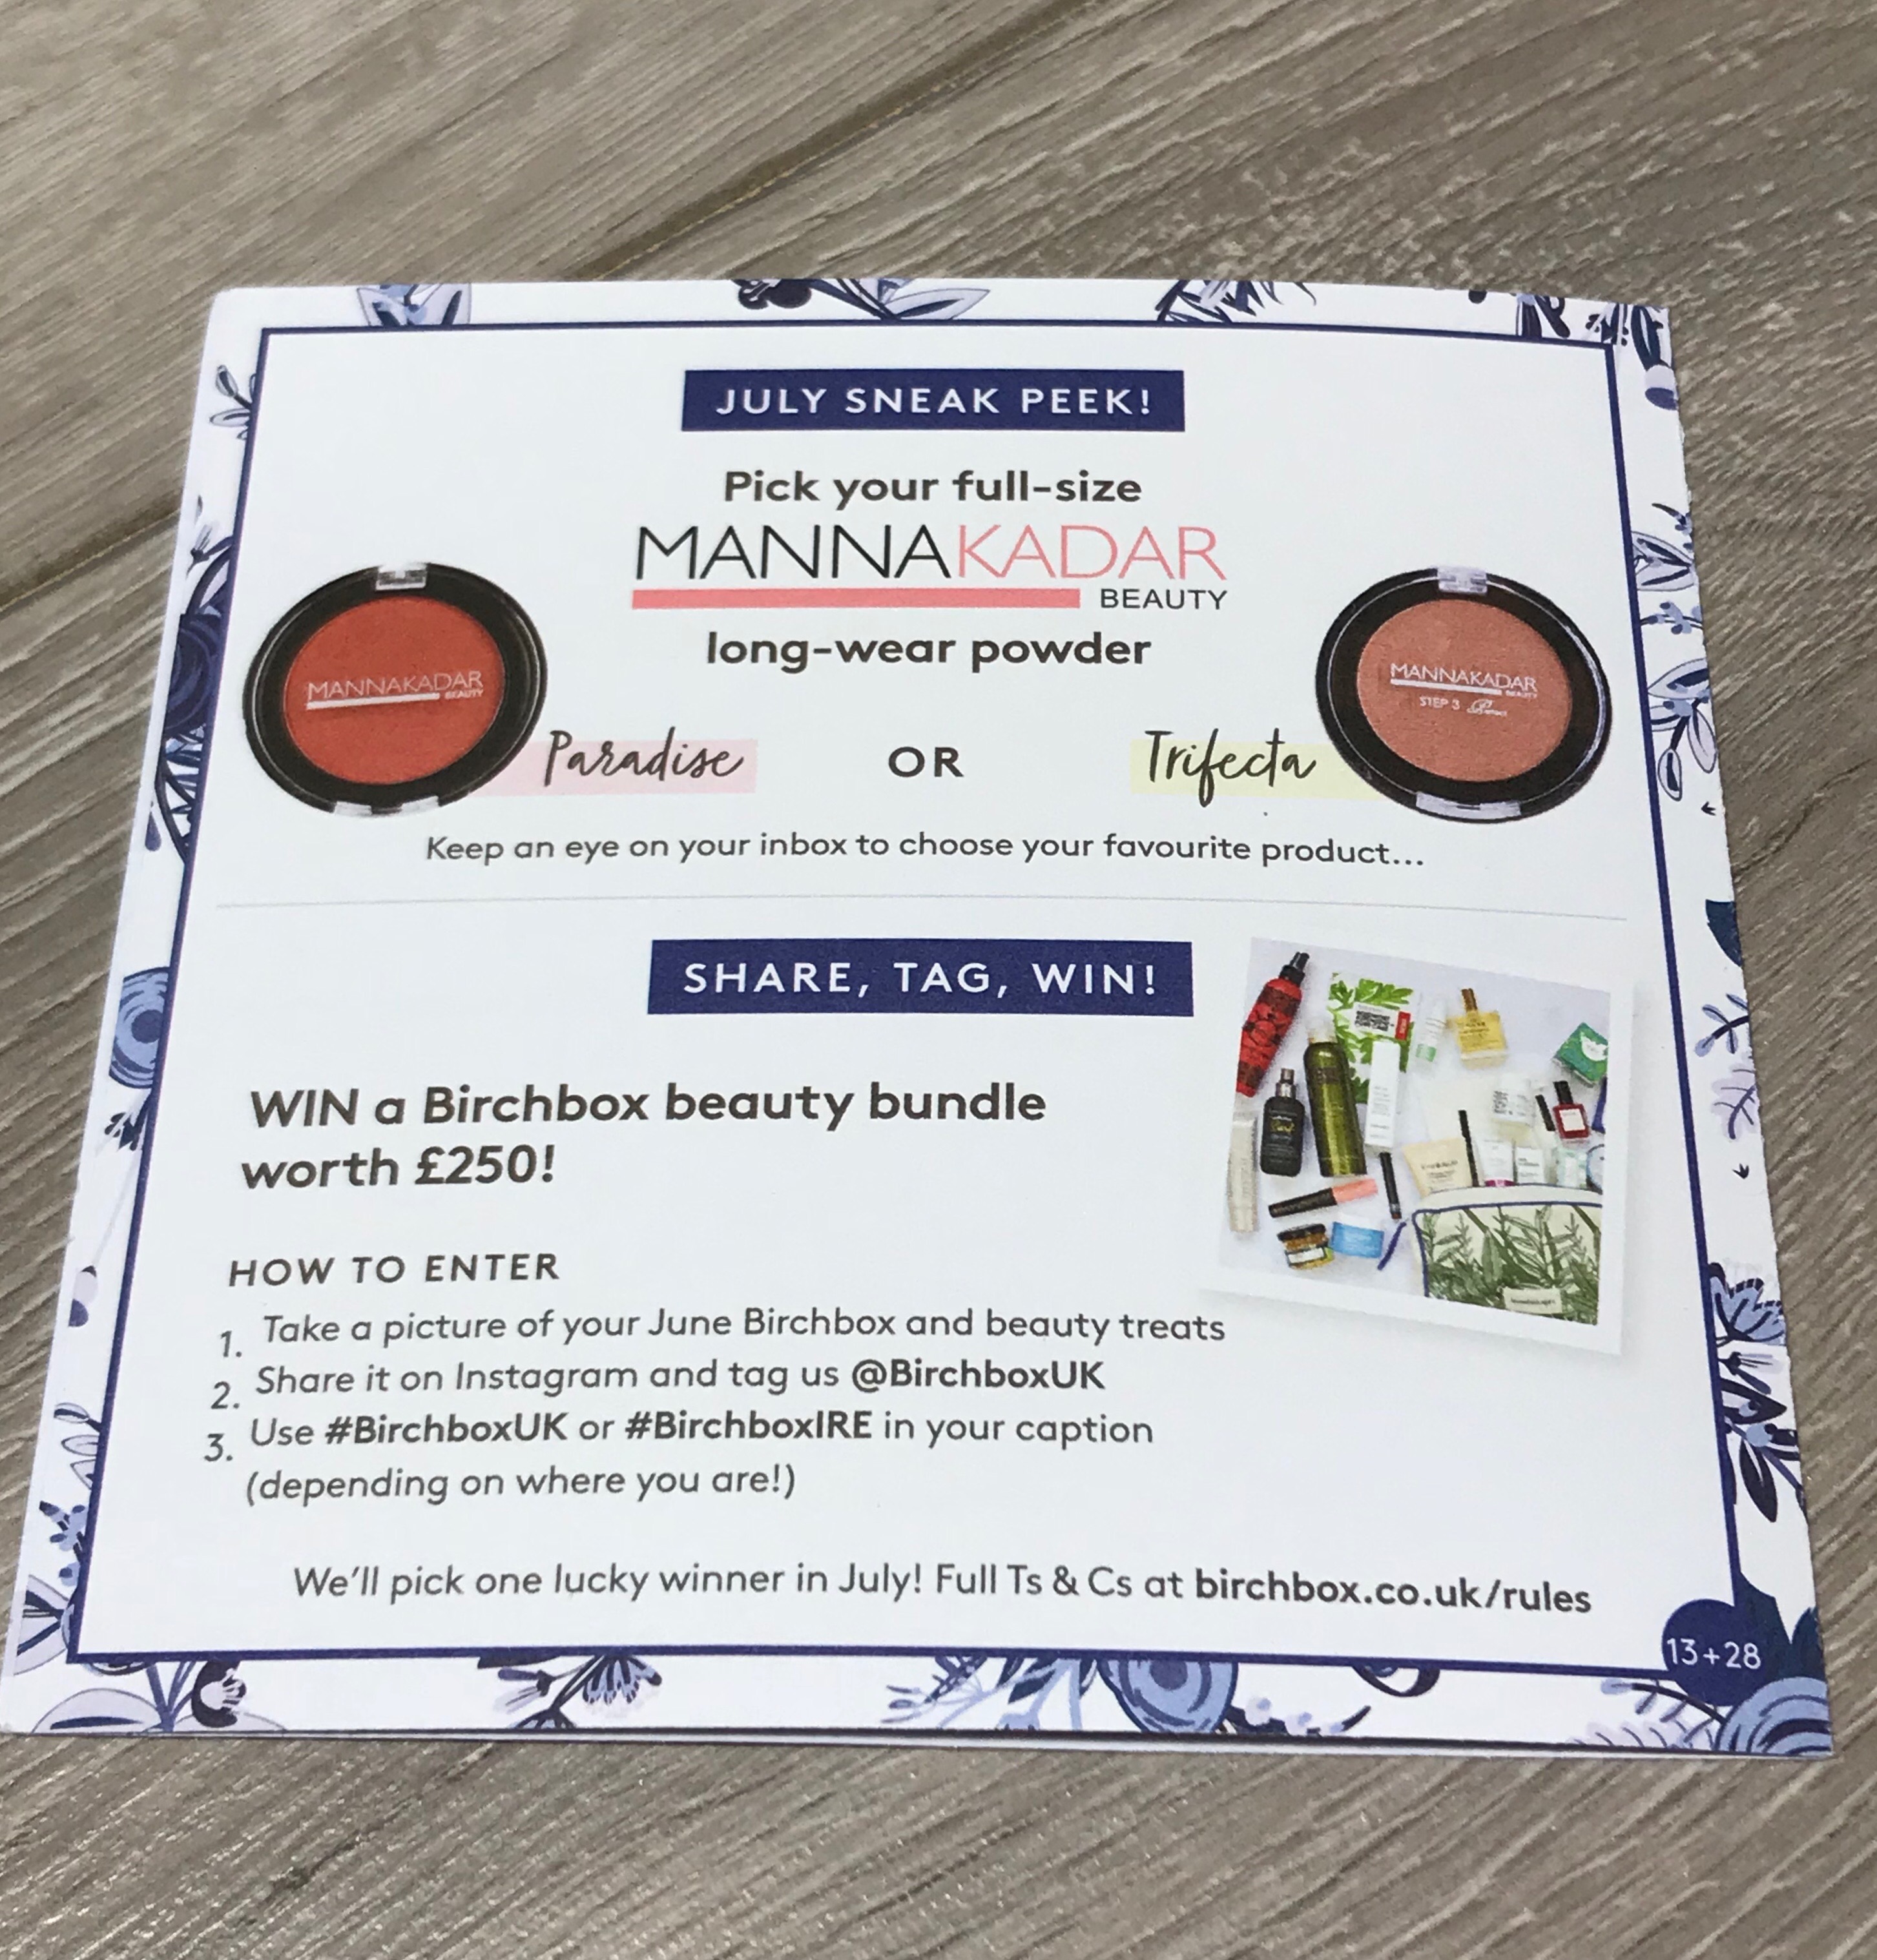 JULY SNEAK PEEK!
Pick your full-size
MANNAKADAR
BEAUTY
long-wear powder
MANNAKADAR
BEAUTY
MANNAKADAR
BEAUTY
STEP 3
Paradise OR Trifecta
Keep an eye on your inbox to choose your favourite product...
SHARE, TAG, WIN!
WIN a Birchbox beauty bundle
worth £250!
HOW TO ENTER
1. Take a picture of your June Birchbox and beauty treats
2. Share it on Instagram and tag us @BirchboxUK
3. Use #BirchboxUK or #BirchboxIRE in your caption
(depending on where you are!)
We'll pick one lucky winner in July! Full Ts & Cs at birchbox.co.uk/rules
13+28